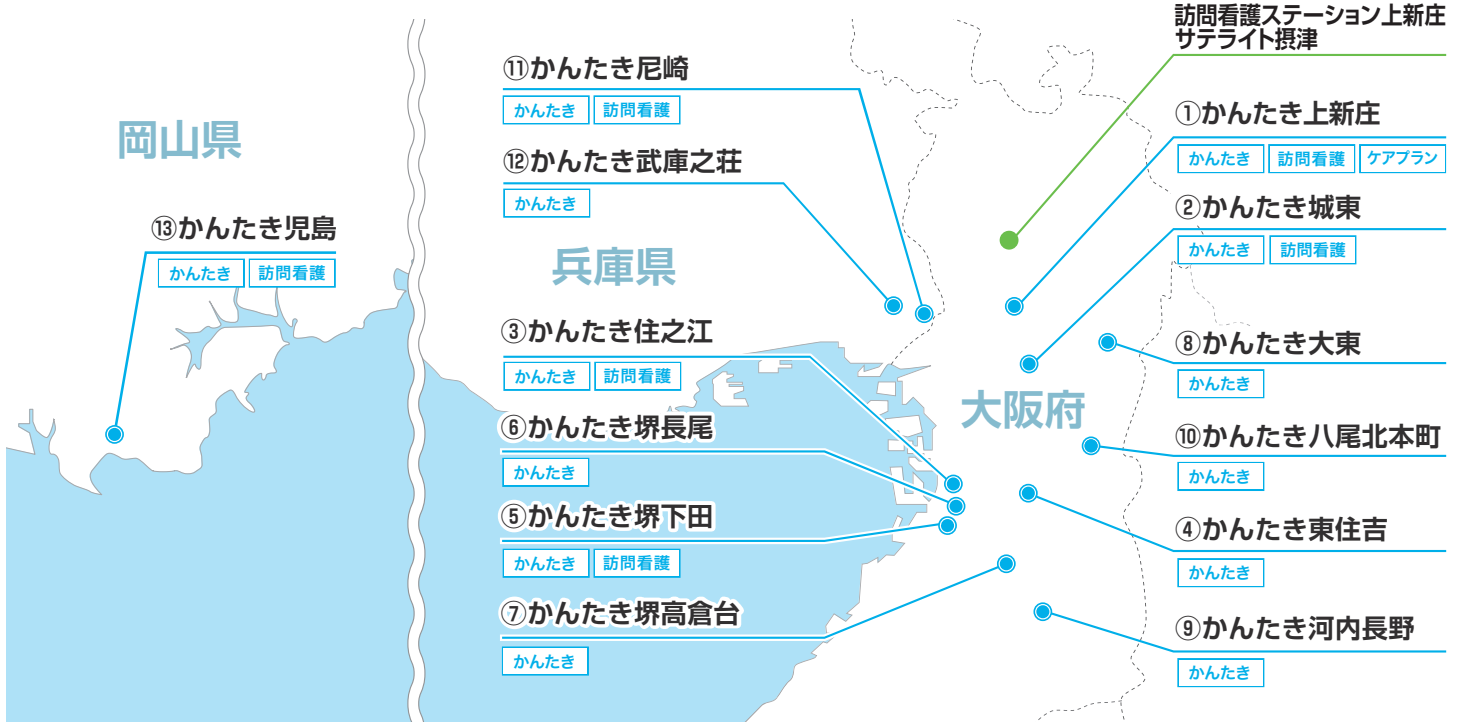 岡山県
⑬かんたき児島
かんたき 訪問看護
⑪かんたき尼崎
かんたき 訪問看護
⑫かんたき武庫之荘
かんたき
兵庫県
③かんたき住之江
かんたき 訪問看護
⑥かんたき堺長尾
かんたき
⑤かんたき堺下田
かんたき 訪問看護
⑦かんたき堺高倉台
かんたき
大阪府
訪問看護ステーション上新庄
サテライト摂津
①かんたき上新庄
かんたき 訪問看護 ケアプラン
②かんたき城東
かんたき 訪問看護
⑧かんたき大東
かんたき
⑩かんたき八尾北本町
かんたき
④かんたき東住吉
かんたき
⑨かんたき河内長野
かんたき